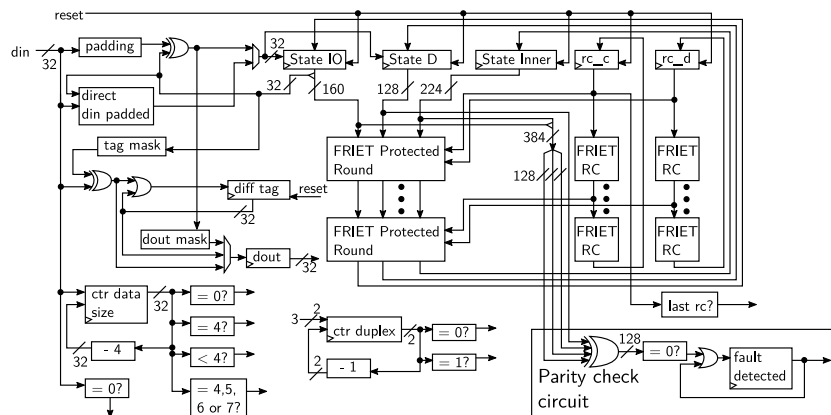 reset
din
32
padding
32
State IO
State D
State Inner
rc_c
rc_d
direct
din padded
32
160
128
224
384
tag mask
FRIET Protected
Round
FRIET
RC
FRIET
RC
128
diff tag
reset
32
FRIET Protected
Round
FRIET
RC
FRIET
RC
dout mask
dout
32
ctr data
size
32
= 0?
= 4?
- 4
32
< 4?
= 0?
= 4,5,
6 or 7?
3
2
ctr duplex
2
= 0?
2
- 1
= 1?
last rc?
128
= 0?
fault
detected
Parity check
circuit